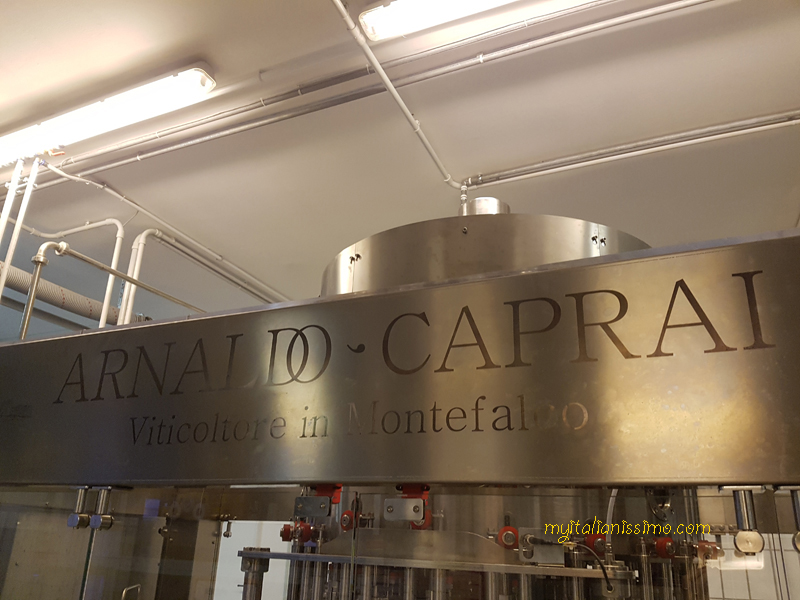 ARNALDO ~ CAPRAI
Viticoltore in Montefalco
myitalianissimo.com